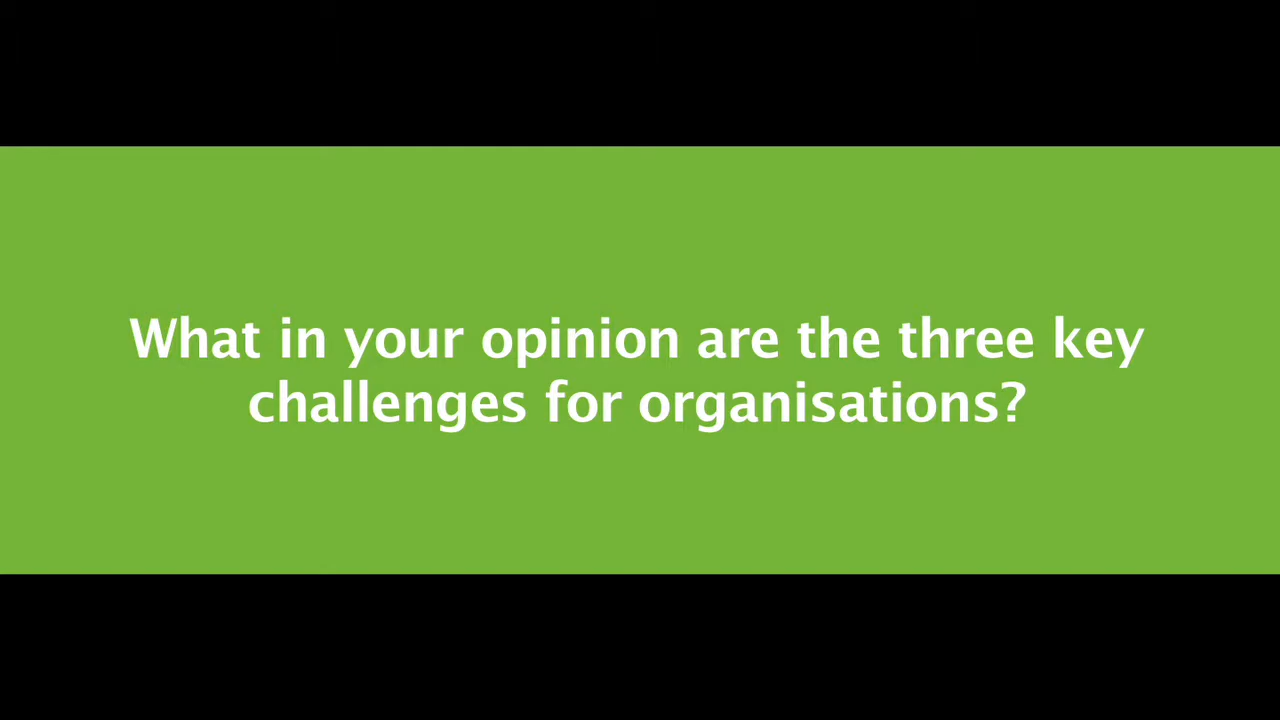 What in your opinion are the three key
challenges for organisations?